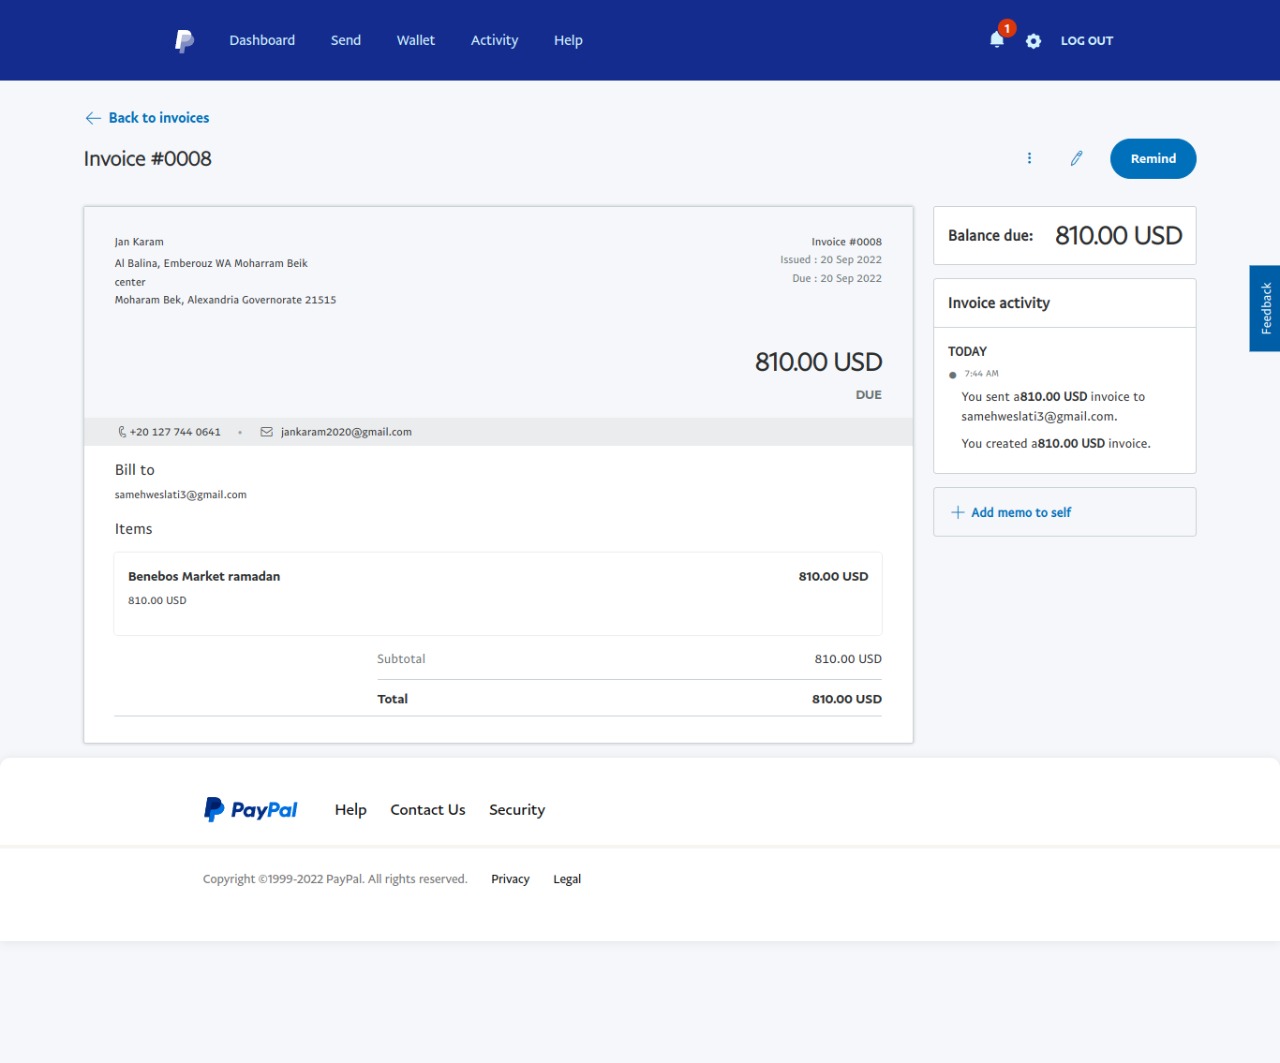 Dashboard Send Wallet Activity Help 1 LOG OUT
Back to invoices
Invoice #0008
Remind
Jan Karam
Al Balina, Emberouz WA Moharram Beik
center
Moharam Bek, Alexandria Governorate 21515
Invoice #0008
Issued : 20 Sep 2022
Due : 20 Sep 2022
810.00 USD
DUE
+20 127 744 0641 • jankaram2020@gmail.com
Bill to
samehweslati3@gmail.com
Items
Benebos Market ramadan 810.00 USD
810.00 USD
Subtotal 810.00 USD
Total 810.00 USD
Balance due: 810.00 USD
Invoice activity
TODAY
7:44 AM
You sent a810.00 USD invoice to
samehweslati3@gmail.com.
You created a810.00 USD invoice.
Add memo to self
Feedback
PayPal Help Contact Us Security
Copyright ©1999-2022 PayPal. All rights reserved. Privacy Legal